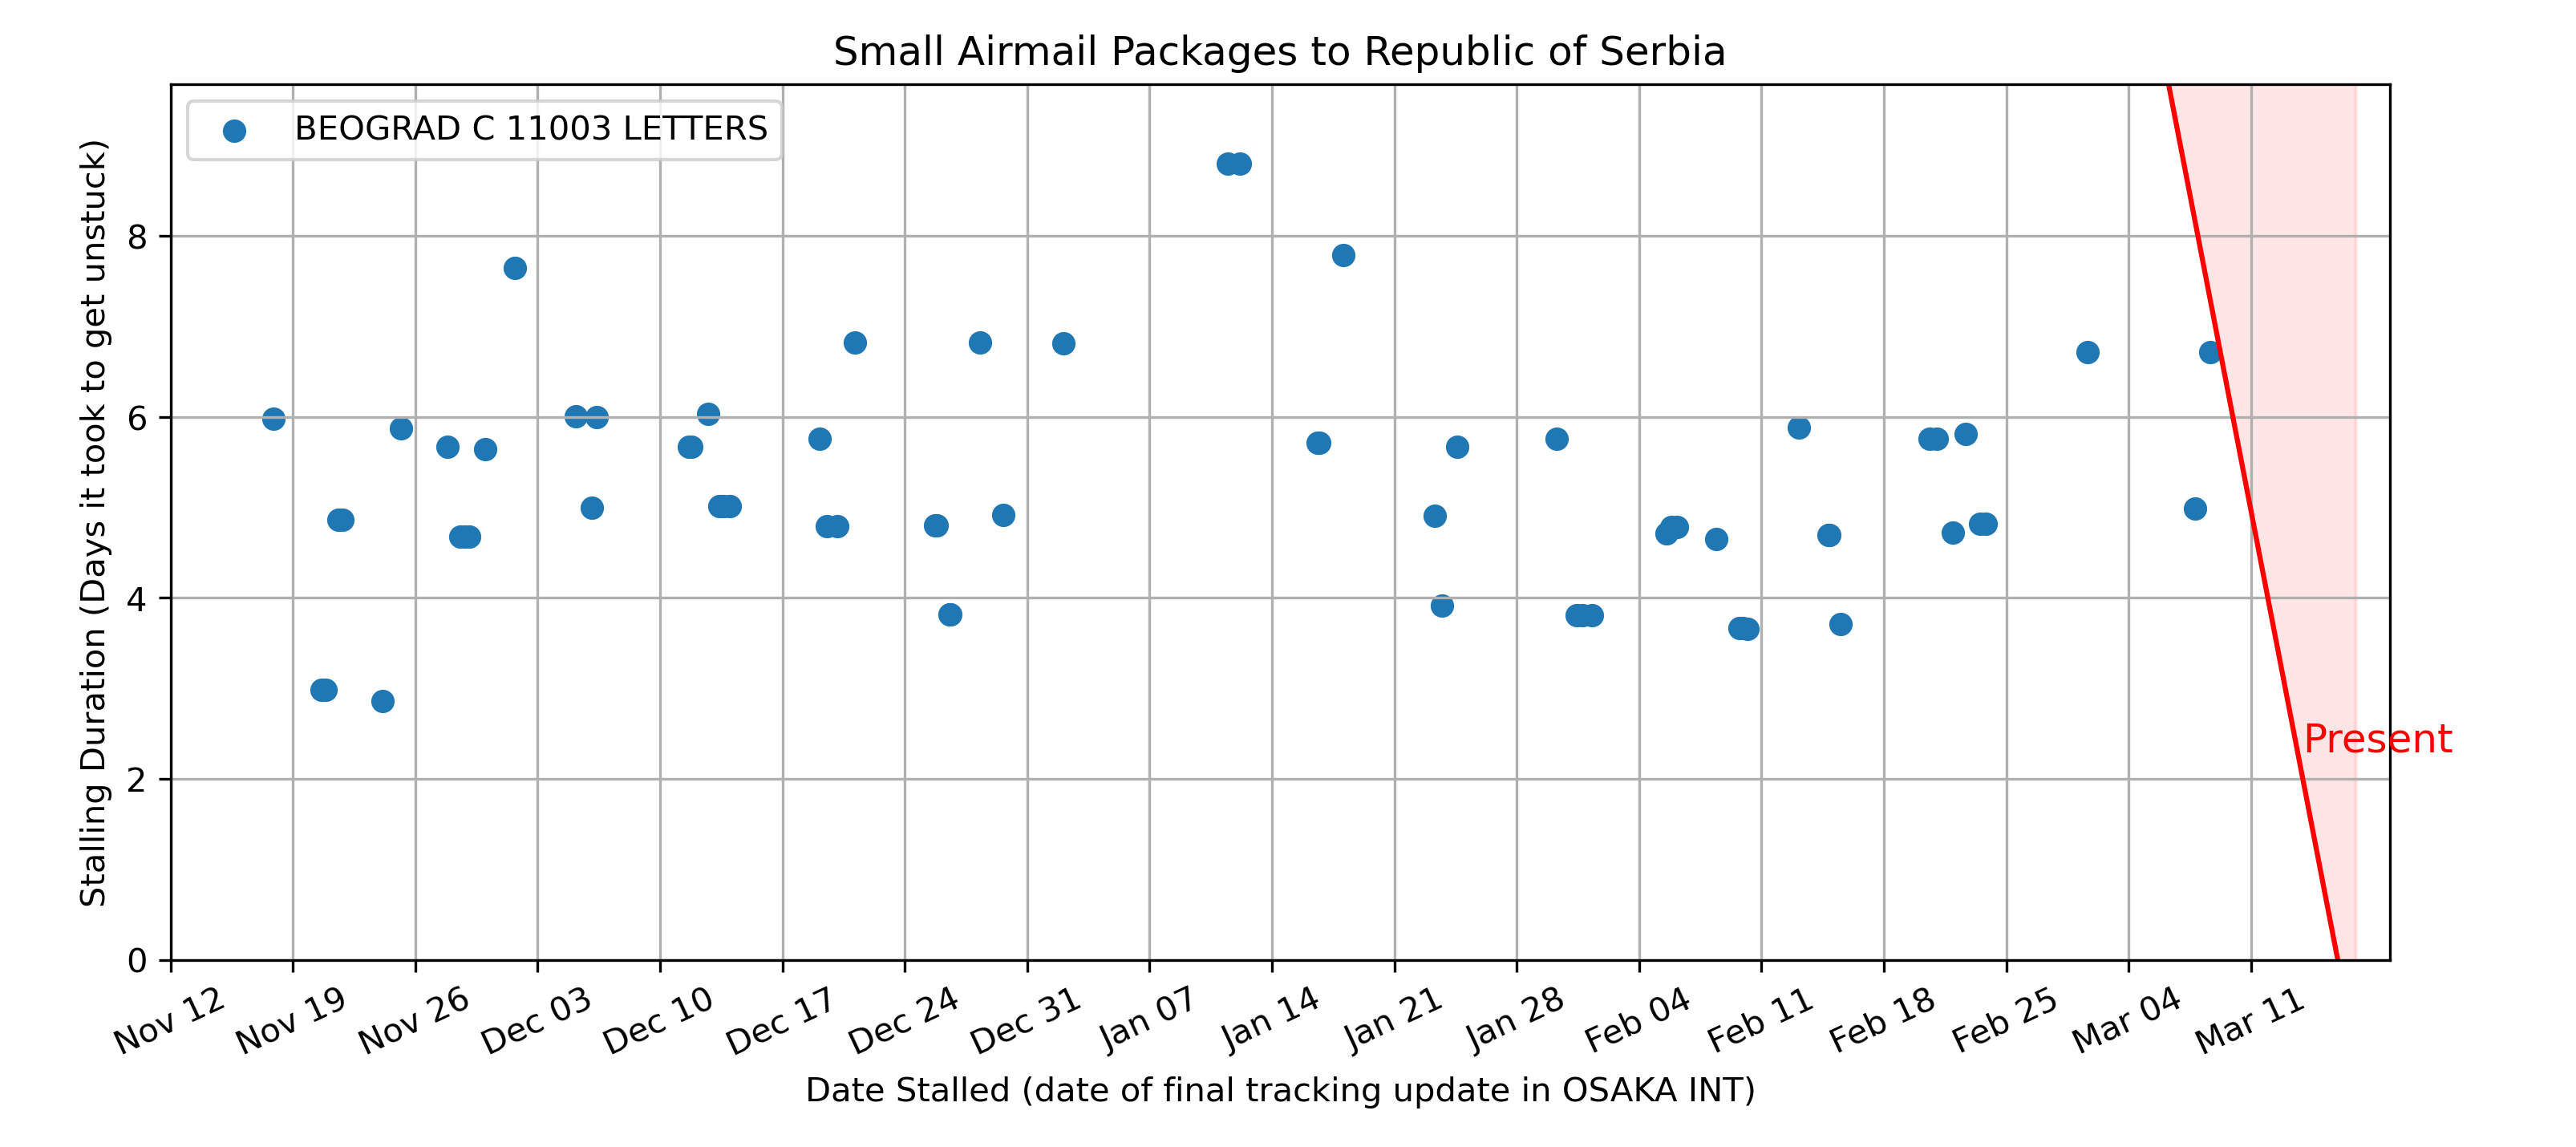 Small Airmail Packages to Republic of Serbia
BEOGRAD C 11003 LETTERS
Stalling Duration (Days it took to get unstuck)
8
6
4
2
0
Present
Nov 12
Nov 19
Nov 26
Dec 03
Dec 10
Dec 17
Dec 24
Dec 31
Jan 07
Jan 14
Jan 21
Jan 28
Feb 04
Feb 11
Feb 18
Feb 25
Mar 04
Mar 11
Date Stalled (date of final tracking update in OSAKA INT)